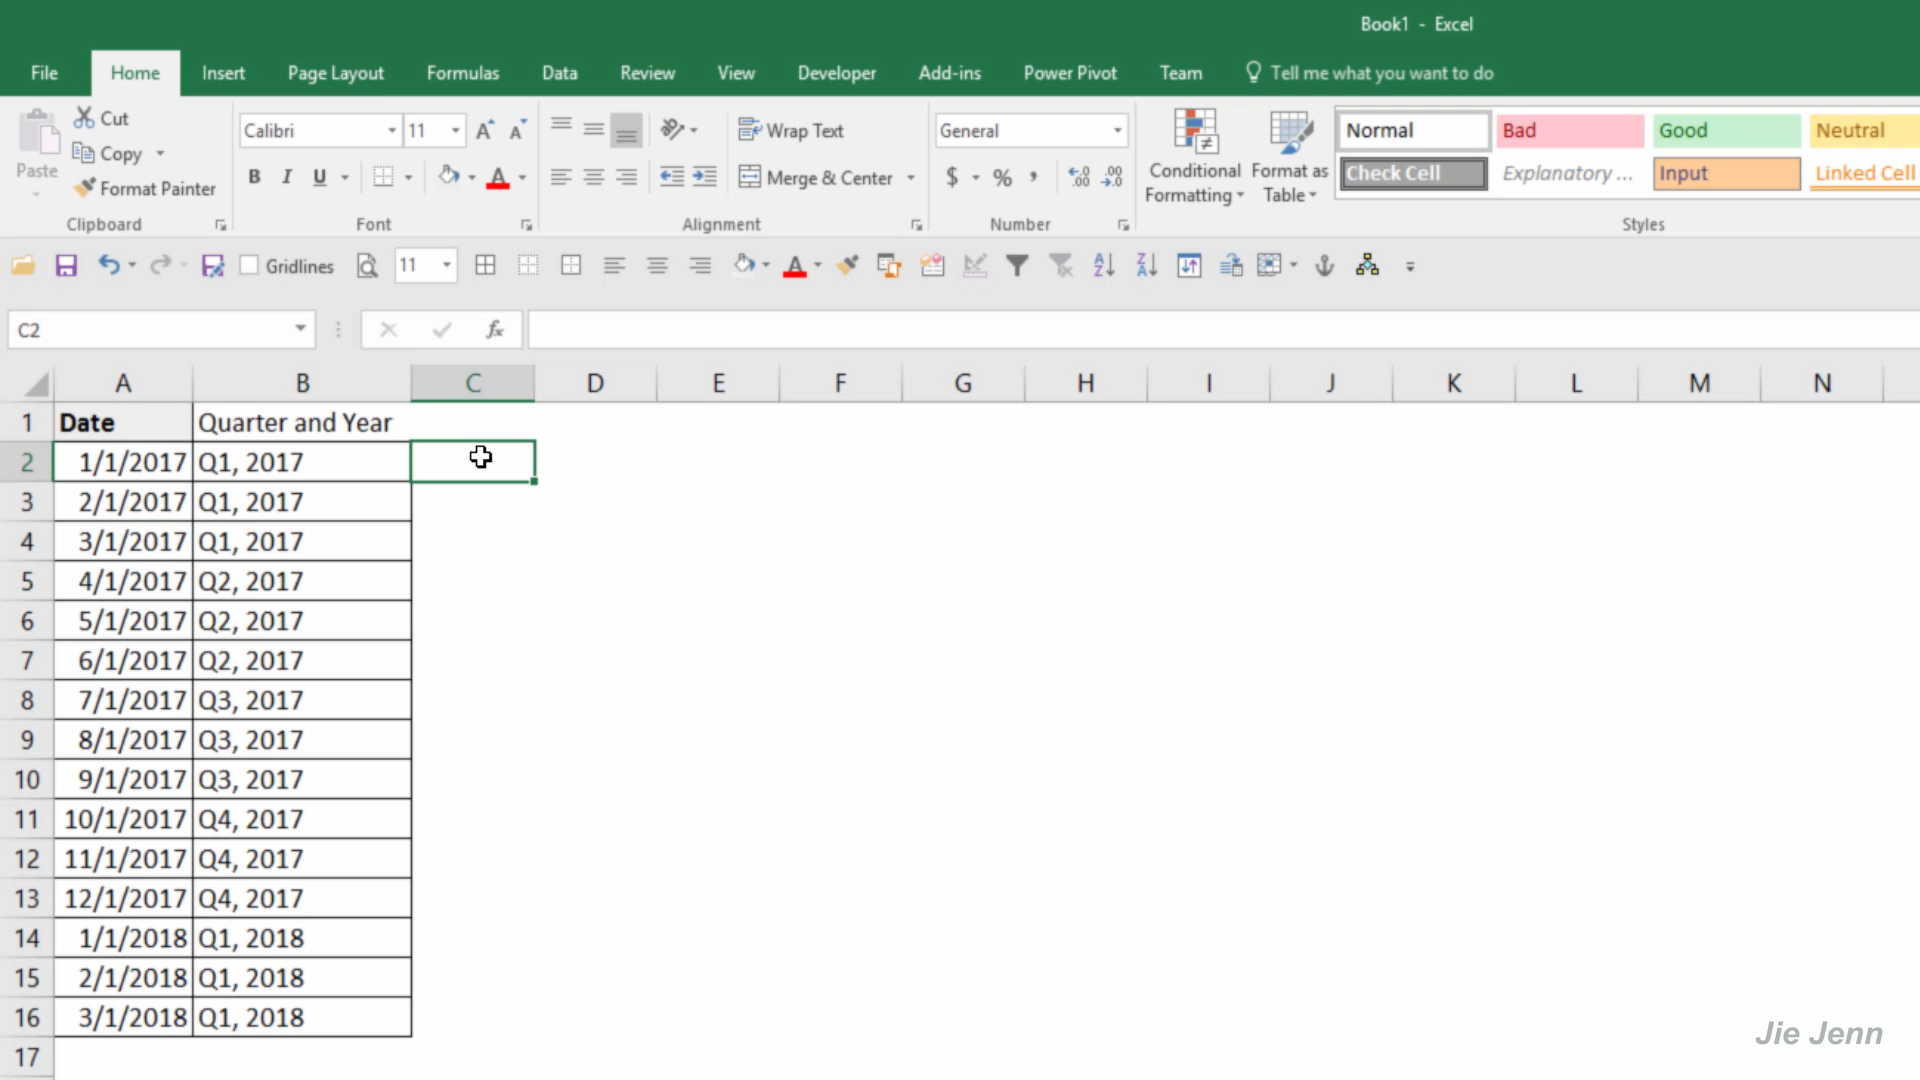 Book1 - Excel
File Home Insert Page Layout Formulas Data Review View Developer Add-ins Power Pivot Team Tell me what you want to do
Paste
Cut
Copy
Format Painter
Clipboard
Calibri 11 A A
B I U A
Font
Wrap Text
Merge & Center
Alignment
General
$ % ,
Number
Conditional Formatting
Format as Table
Normal Bad Good Neutral
Check Cell Explanatory ... Input Linked Cell
Styles
Gridlines 11
C2 fx
A B C D E F G H I J K L M N
1 Date Quarter and Year
2 1/1/2017 Q1, 2017
3 2/1/2017 Q1, 2017
4 3/1/2017 Q1, 2017
5 4/1/2017 Q2, 2017
6 5/1/2017 Q2, 2017
7 6/1/2017 Q2, 2017
8 7/1/2017 Q3, 2017
9 8/1/2017 Q3, 2017
10 9/1/2017 Q3, 2017
11 10/1/2017 Q4, 2017
12 11/1/2017 Q4, 2017
13 12/1/2017 Q4, 2017
14 1/1/2018 Q1, 2018
15 2/1/2018 Q1, 2018
16 3/1/2018 Q1, 2018
17
Jie Jenn